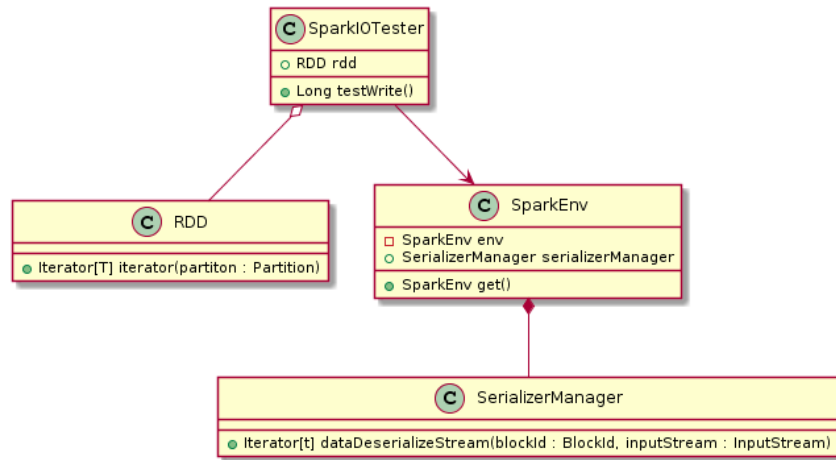 C SparkIOTester
RDD rdd
Long testWrite()
C RDD
Iterator[T] iterator(partiton : Partition)
C SparkEnv
SparkEnv env
SerializerManager serializerManager
SparkEnv get()
C SerializerManager
Iterator[t] dataDeserializeStream(blockId : BlockId, inputStream : InputStream)